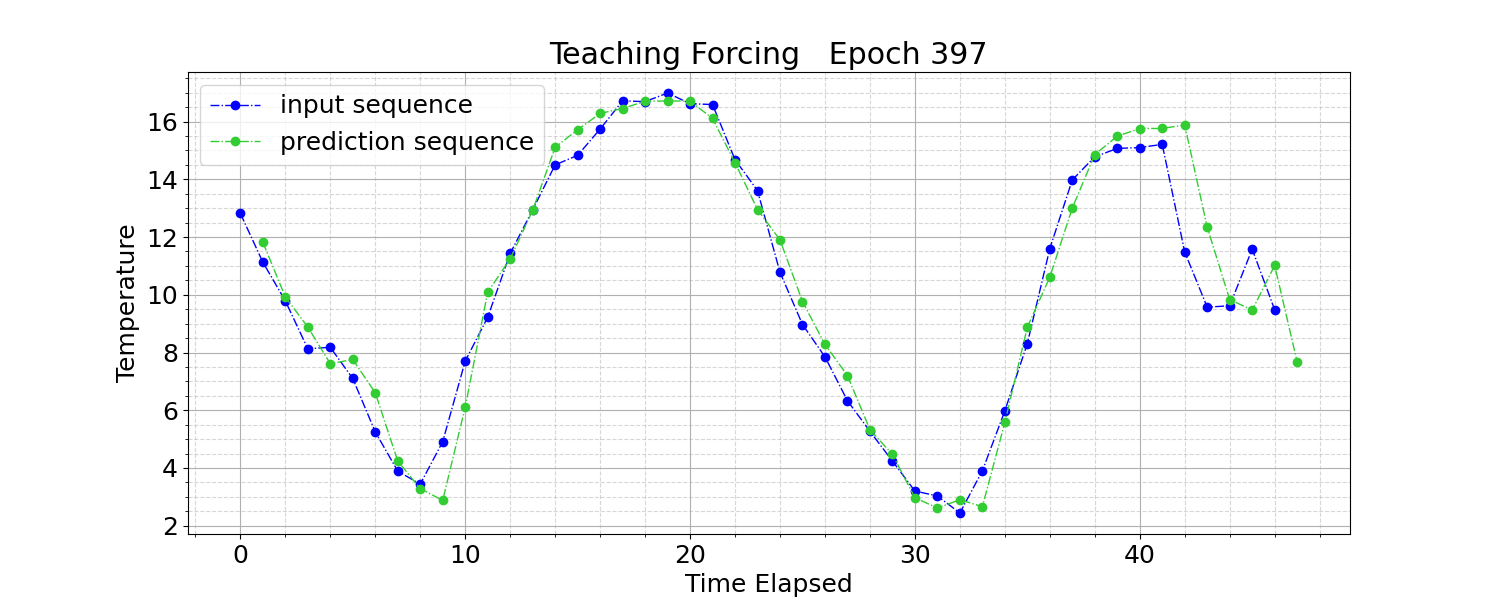 Teaching Forcing   Epoch 397
input sequence
prediction sequence
Temperature
16
14
12
10
8
6
4
2
0 10 20 30 40
Time Elapsed